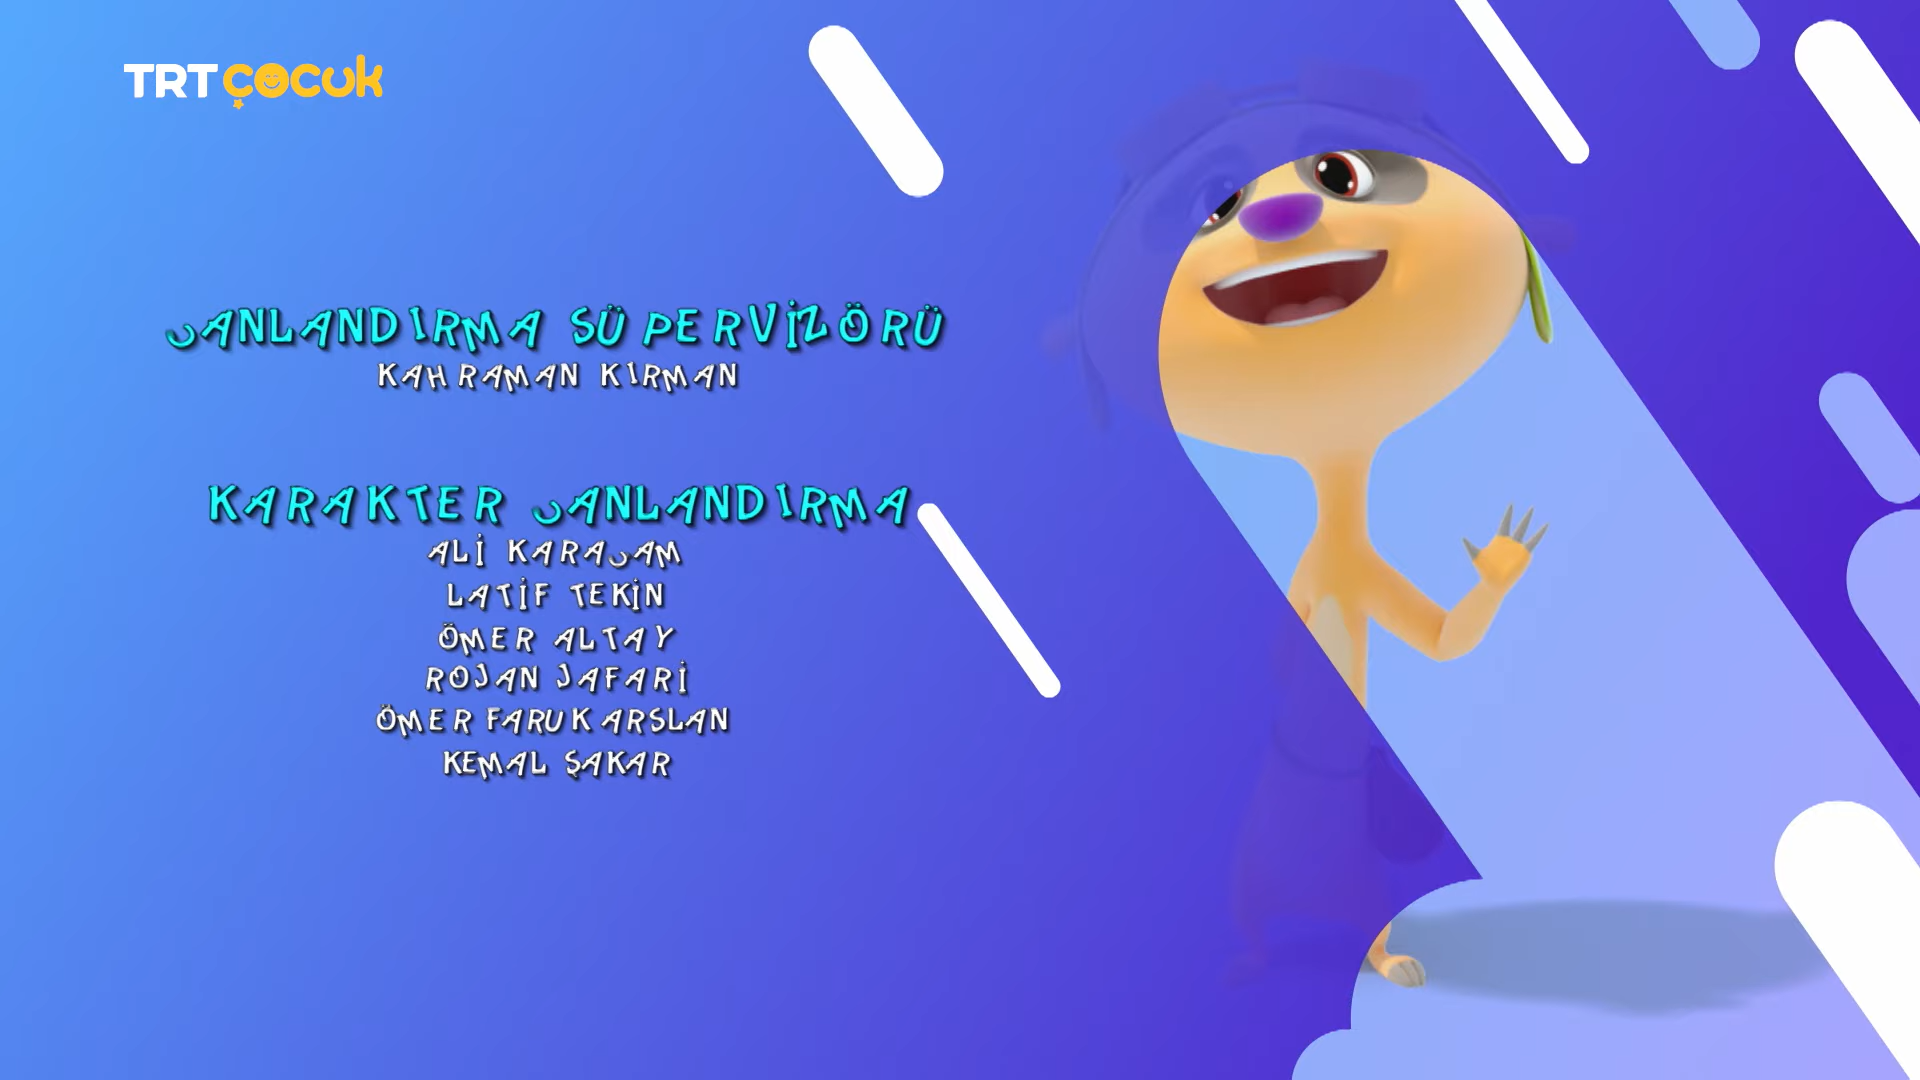 TRT ÇOCUK
CANLANDIRMA SÜPERVİZÖRÜ
KAHRAMAN KIRMAN
KARAKTER CANLANDIRMA
ALİ KARAÇAM
LATİF TEKİN
ÖMER ALTAY
ROJAN JAFARİ
ÖMER FARUK ARSLAN
KEMAL ŞAKAR